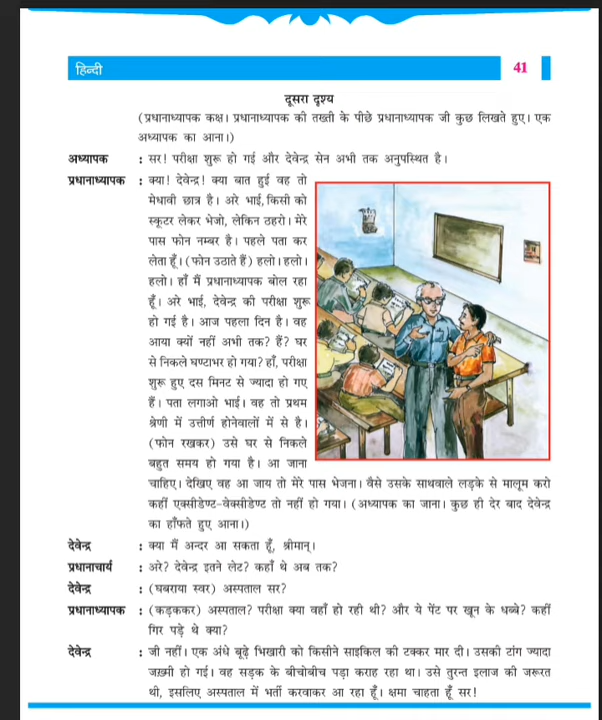 हिन्दी
41
दूसरा दृश्य
(प्रधानाध्यापक कक्ष। प्रधानाध्यापक की तख्ती के पीछे प्रधानाध्यापक जी कुछ लिखते हुए। एक
अध्यापक का आना।)
अध्यापक : सर! परीक्षा शुरू हो गई और देवेन्द्र सेन अभी तक अनुपस्थित है।
प्रधानाध्यापक : क्या! देवेन्द्र! क्या बात हुई वह तो
मेधावी छात्र है। अरे भाई, किसी को
स्कूटर लेकर भेजो, लेकिन ठहरो। मेरे
पास फोन नम्बर है। पहले पता कर
लेता हूँ। (फोन उठाते हैं) हलो। हलो।
हलो। हाँ मैं प्रधानाध्यापक बोल रहा
हूँ। अरे भाई, देवेन्द्र की परीक्षा शुरू
हो गई है। आज पहला दिन है। वह
आया क्यों नहीं अभी तक? हैं? घर
से निकले घण्टाभर हो गया? हाँ, परीक्षा
शुरू हुए दस मिनट से ज्यादा हो गए
हैं। पता लगाओ भाई। वह तो प्रथम
श्रेणी में उत्तीर्ण होनेवालों में से है।
(फोन रखकर) उसे घर से निकले
बहुत समय हो गया है। आ जाना
चाहिए। देखिए वह आ जाय तो मेरे पास भेजना। वैसे उसके साथवाले लड़के से मालूम करो
कहीं एक्सीडेण्ट-वेक्सीडेण्ट तो नहीं हो गया। (अध्यापक का जाना। कुछ ही देर बाद देवेन्द्र
का हाँफते हुए आना।)
देवेन्द्र : क्या मैं अन्दर आ सकता हूँ, श्रीमान्।
प्रधानाचार्य : अरे? देवेन्द्र इतने लेट? कहाँ थे अब तक?
देवेन्द्र : (घबराया स्वर) अस्पताल सर?
प्रधानाध्यापक : (कड़ककर) अस्पताल? परीक्षा क्या वहाँ हो रही थी? और ये पेंट पर खून के धब्बे? कहीं
गिर पड़े थे क्या?
देवेन्द्र : जी नहीं। एक अंधे बूढ़े भिखारी को किसीने साइकिल की टक्कर मार दी। उसकी टांग ज्यादा
जख़्मी हो गई। वह सड़क के बीचोबीच पड़ा कराह रहा था। उसे तुरन्त इलाज की जरूरत
थी, इसलिए अस्पताल में भर्ती करवाकर आ रहा हूँ। क्षमा चाहता हूँ सर!